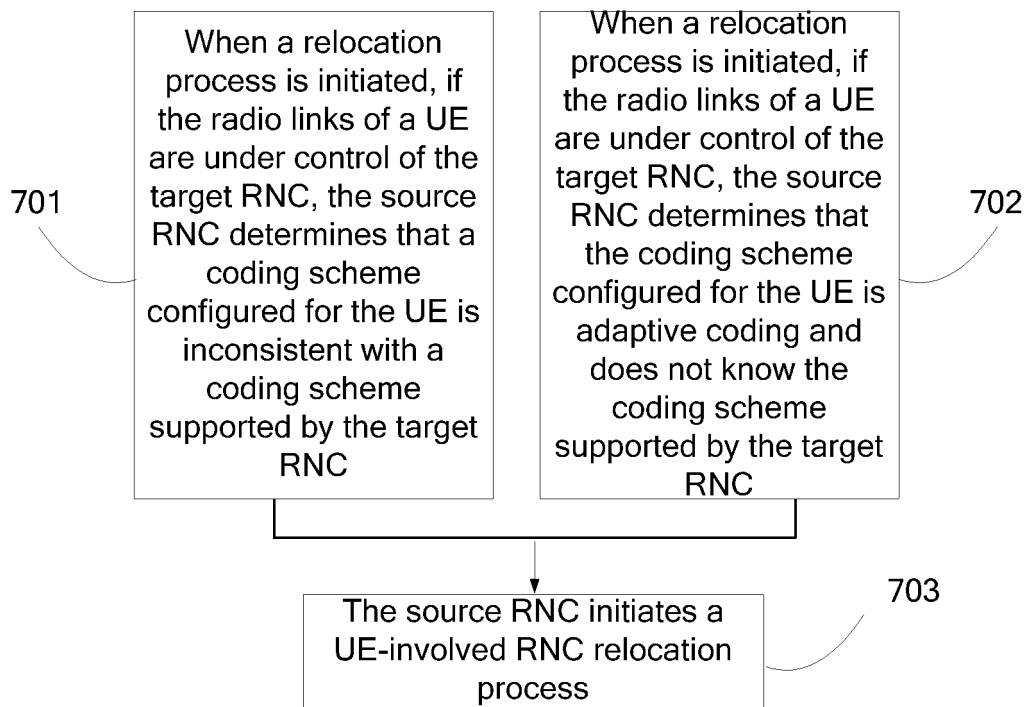 When a relocation
process is initiated, if
the radio links of a UE
are under control of the
target RNC, the source
RNC determines that a
coding scheme
configured for the UE is
inconsistent with a
coding scheme
supported by the target
RNC
701
When a relocation
process is initiated, if
the radio links of a UE
are under control of the
target RNC, the source
RNC determines that
the coding scheme
configured for the UE is
adaptive coding and
does not know the
coding scheme
supported by the target
RNC
702
The source RNC initiates a
UE-involved RNC relocation
process
703